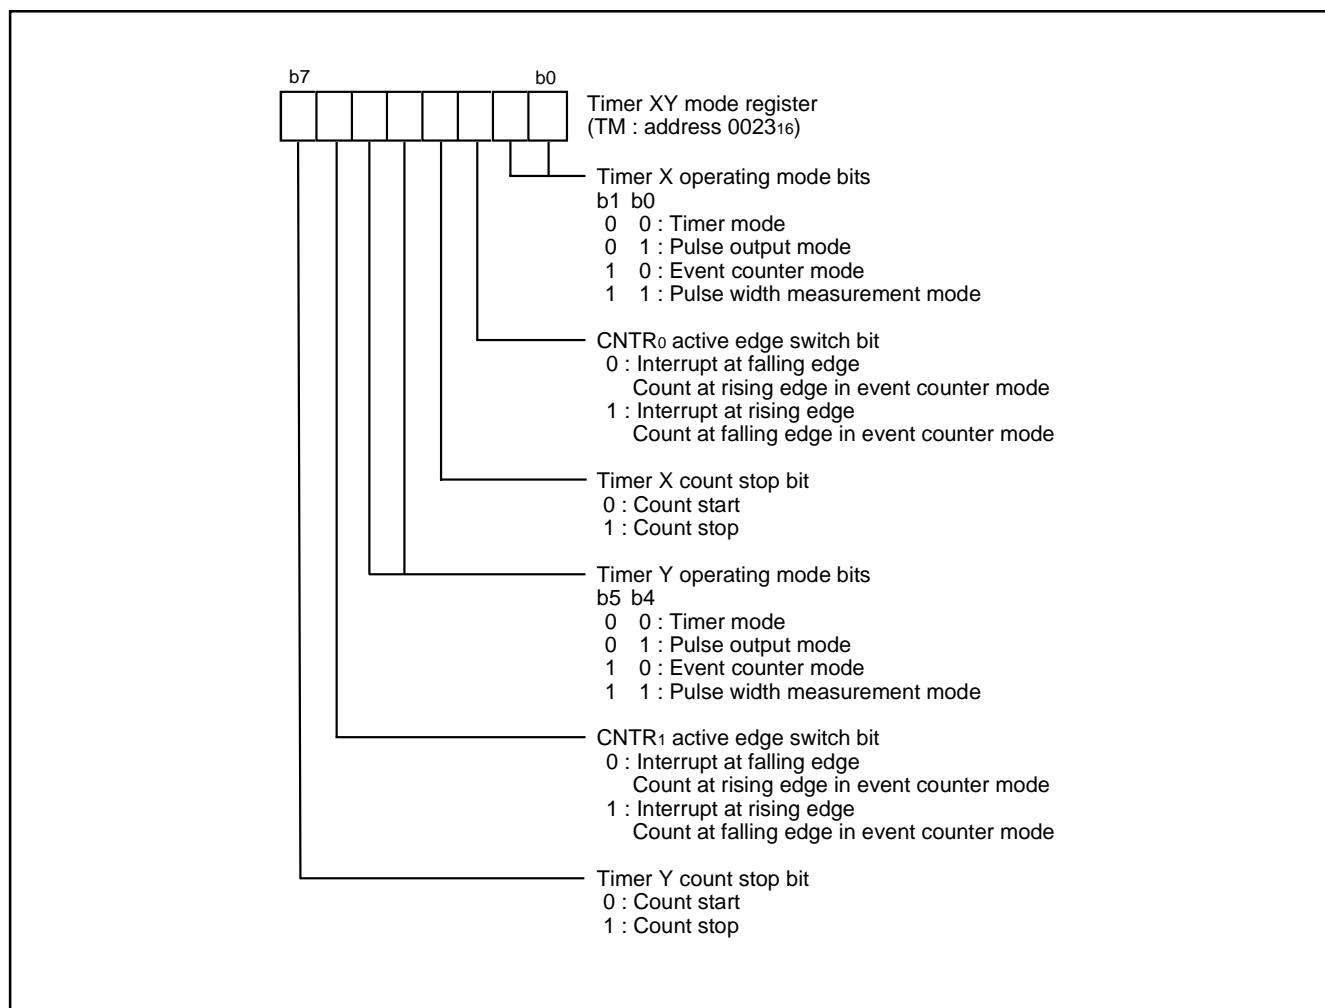 b7 b0
Timer XY mode register
(TM : address 002316)
Timer X operating mode bits
b1 b0
0 0 : Timer mode
0 1 : Pulse output mode
1 0 : Event counter mode
1 1 : Pulse width measurement mode
CNTR0 active edge switch bit
0 : Interrupt at falling edge
Count at rising edge in event counter mode
1 : Interrupt at rising edge
Count at falling edge in event counter mode
Timer X count stop bit
0 : Count start
1 : Count stop
Timer Y operating mode bits
b5 b4
0 0 : Timer mode
0 1 : Pulse output mode
1 0 : Event counter mode
1 1 : Pulse width measurement mode
CNTR1 active edge switch bit
0 : Interrupt at falling edge
Count at rising edge in event counter mode
1 : Interrupt at rising edge
Count at falling edge in event counter mode
Timer Y count stop bit
0 : Count start
1 : Count stop